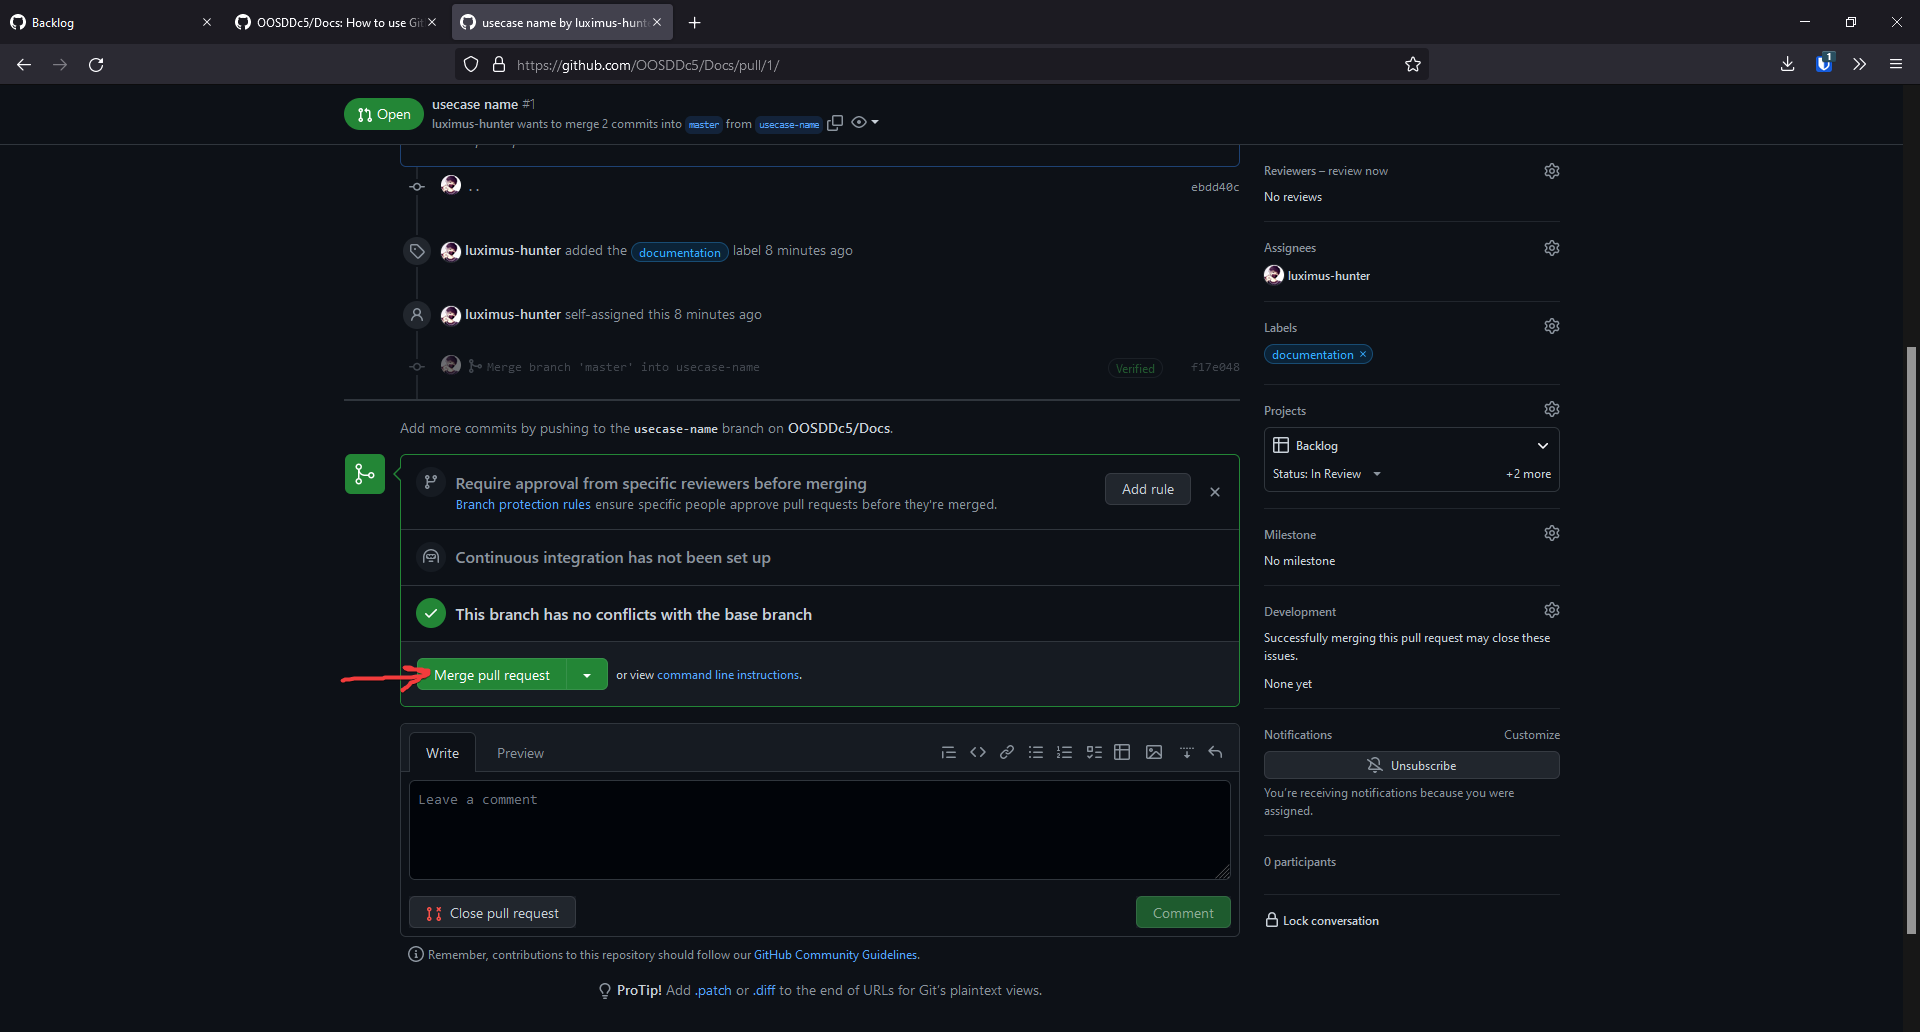 Backlog
OOSDDc5/Docs: How to use Git
usecase name by luximus-hunt
https://github.com/OOSDDc5/Docs/pull/1/
1
Open
usecase name #1
luximus-hunter wants to merge 2 commits into master from usecase-name
..
ebdd40c
luximus-hunter added the documentation label 8 minutes ago
luximus-hunter self-assigned this 8 minutes ago
Merge branch 'master' into usecase-name
Verified
f17e048
Add more commits by pushing to the usecase-name branch on OOSDDc5/Docs.
Require approval from specific reviewers before merging
Branch protection rules ensure specific people approve pull requests before they're merged.
Add rule
Continuous integration has not been set up
This branch has no conflicts with the base branch
Merge pull request
or view command line instructions.
Write
Preview
Leave a comment
Close pull request
Comment
Remember, contributions to this repository should follow our GitHub Community Guidelines.
ProTip! Add .patch or .diff to the end of URLs for Git's plaintext views.
Reviewers – review now
No reviews
Assignees
luximus-hunter
Labels
documentation
Projects
Backlog
Status: In Review
+2 more
Milestone
No milestone
Development
Successfully merging this pull request may close these
issues.
None yet
Notifications
Customize
Unsubscribe
You're receiving notifications because you were
assigned.
0 participants
Lock conversation